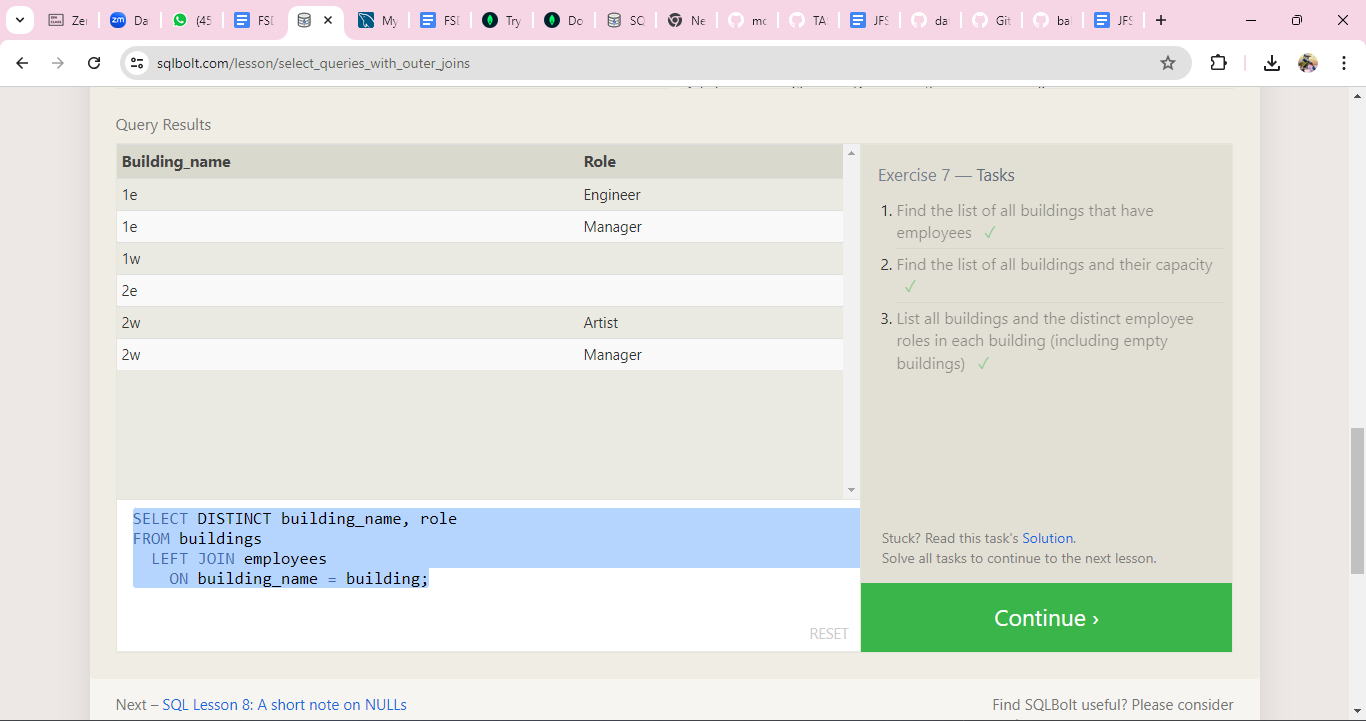 Zer
Da
(45
FSD
My
FSD
Try
Do
SC
Ne
mc
TA
JFS
da
Git
bal
JFS
sqlbolt.com/lesson/select_queries_with_outer_joins
Query Results
Building_name Role
1e Engineer
1e Manager
1w
2e
2w Artist
2w Manager
Exercise 7 — Tasks
1. Find the list of all buildings that have
employees ✓
2. Find the list of all buildings and their capacity
✓
3. List all buildings and the distinct employee
roles in each building (including empty
buildings) ✓
SELECT DISTINCT building_name, role
FROM buildings
LEFT JOIN employees
ON building_name = building;
RESET
Stuck? Read this task's Solution.
Solve all tasks to continue to the next lesson.
Continue ›
Next – SQL Lesson 8: A short note on NULLs
Find SQLBolt useful? Please consider